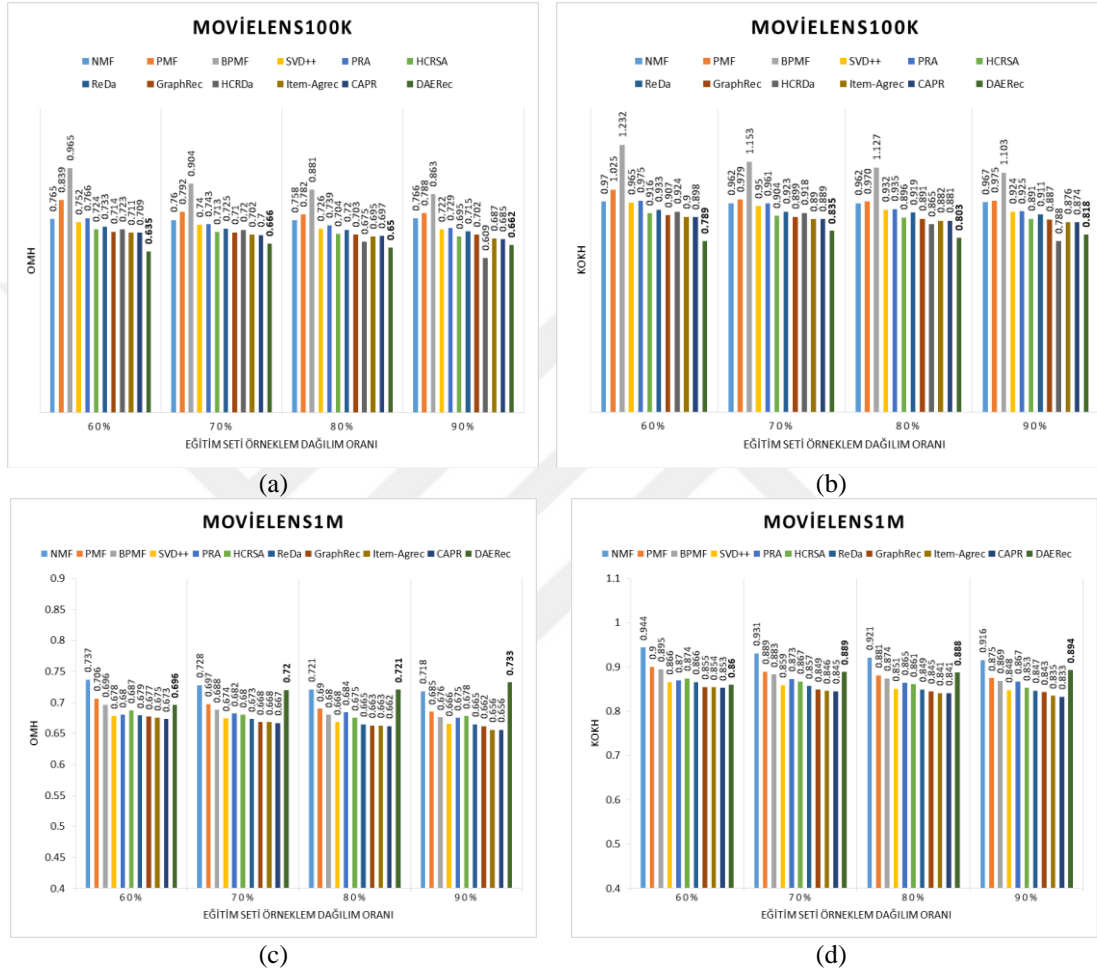 MOVİELENS100K
NMF PMF BPMF SVD++ PRA HCRSA
ReDa GraphRec HCRDa Item-Agrec CAPR DAERec
OMH
0.765 0.839 0.965 0.752 0.766 0.724 0.733 0.714 0.723 0.711 0.709 0.635
0.76 0.792 0.904 0.74 0.743 0.713 0.725 0.71 0.72 0.702 0.7 0.666
0.758 0.782 0.881 0.726 0.739 0.704 0.72 0.703 0.675 0.695 0.697 0.65
0.766 0.788 0.863 0.722 0.729 0.695 0.715 0.702 0.609 0.687 0.685 0.662
60% 70% 80% 90%
EĞİTİM SETİ ÖRNEKLEM DAĞILIM ORANI
(a)
MOVİELENS100K
NMF PMF BPMF SVD++ PRA HCRSA
ReDa GraphRec HCRDa Item-Agrec CAPR DAERec
KOKH
0.97 1.025 1.232 0.965 0.975 0.916 0.933 0.907 0.924 0.9 0.898 0.789
0.962 0.979 1.153 0.95 0.961 0.904 0.923 0.899 0.918 0.89 0.889 0.835
0.962 0.970 1.127 0.932 0.935 0.896 0.919 0.891 0.865 0.882 0.881 0.803
0.967 0.975 1.103 0.924 0.925 0.891 0.911 0.887 0.788 0.876 0.874 0.818
60% 70% 80% 90%
EĞİTİM SETİ ÖRNEKLEM DAĞILIM ORANI
(b)
MOVİELENS1M
NMF PMF BPMF SVD++ PRA HCRSA ReDa GraphRec Item-Agrec CAPR DAERec
OMH
0.9
0.85
0.8
0.75
0.7
0.65
0.6
0.55
0.5
0.45
0.4
0.737 0.706 0.696 0.678 0.68 0.687 0.679 0.677 0.675 0.673 0.696
0.728 0.697 0.688 0.674 0.682 0.68 0.673 0.668 0.668 0.667 0.72
0.721 0.69 0.68 0.668 0.684 0.675 0.665 0.663 0.663 0.662 0.721
0.718 0.685 0.676 0.666 0.675 0.678 0.665 0.662 0.656 0.656 0.733
60% 70% 80% 90%
EĞİTİM SETİ ÖRNEKLEM DAĞILIM ORANI
(c)
MOVİELENS1M
NMF PMF BPMF SVD++ PRA HCRSA ReDa GraphRec Item-Agrec CAPR DAERec
KOKH
1.1
1
0.9
0.8
0.7
0.6
0.5
0.4
0.944 0.9 0.895 0.866 0.87 0.874 0.866 0.855 0.854 0.853 0.86
0.931 0.889 0.883 0.859 0.873 0.867 0.857 0.849 0.846 0.845 0.889
0.921 0.881 0.874 0.851 0.865 0.861 0.849 0.845 0.841 0.841 0.888
0.916 0.875 0.869 0.848 0.867 0.853 0.847 0.843 0.835 0.833 0.894
60% 70% 80% 90%
EĞİTİM SETİ ÖRNEKLEM DAĞILIM ORANI
(d)